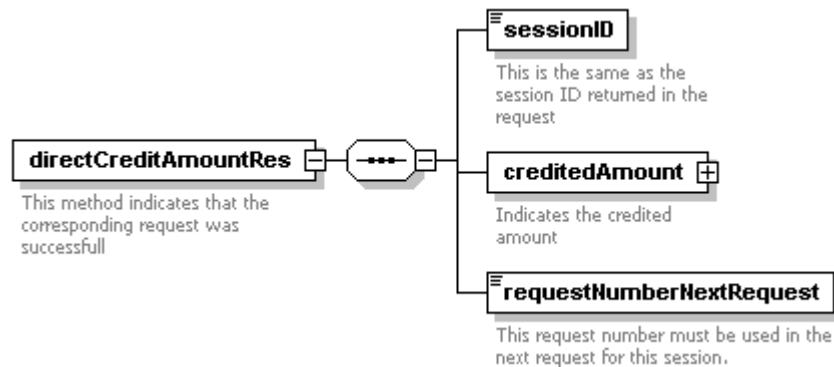 sessionID
This is the same as the
session ID returned in the
request
directCreditAmountRes
This method indicates that the
corresponding request was
successfull
creditedAmount
Indicates the credited
amount
requestNumberNextRequest
This request number must be used in the
next request for this session.